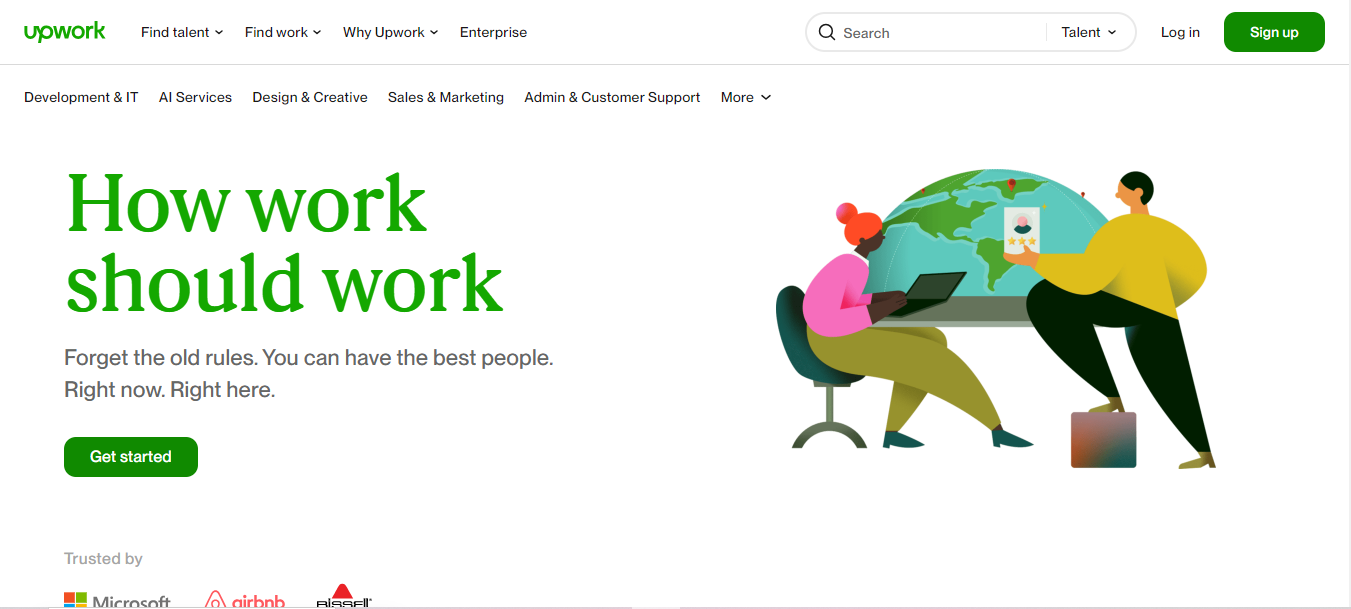 upwork Find talent Find work Why Upwork Enterprise Search Talent Log in Sign up
Development & IT AI Services Design & Creative Sales & Marketing Admin & Customer Support More
How work
should work
Forget the old rules. You can have the best people.
Right now. Right here.
Get started
Trusted by
Microsoft airbnb BISSELL